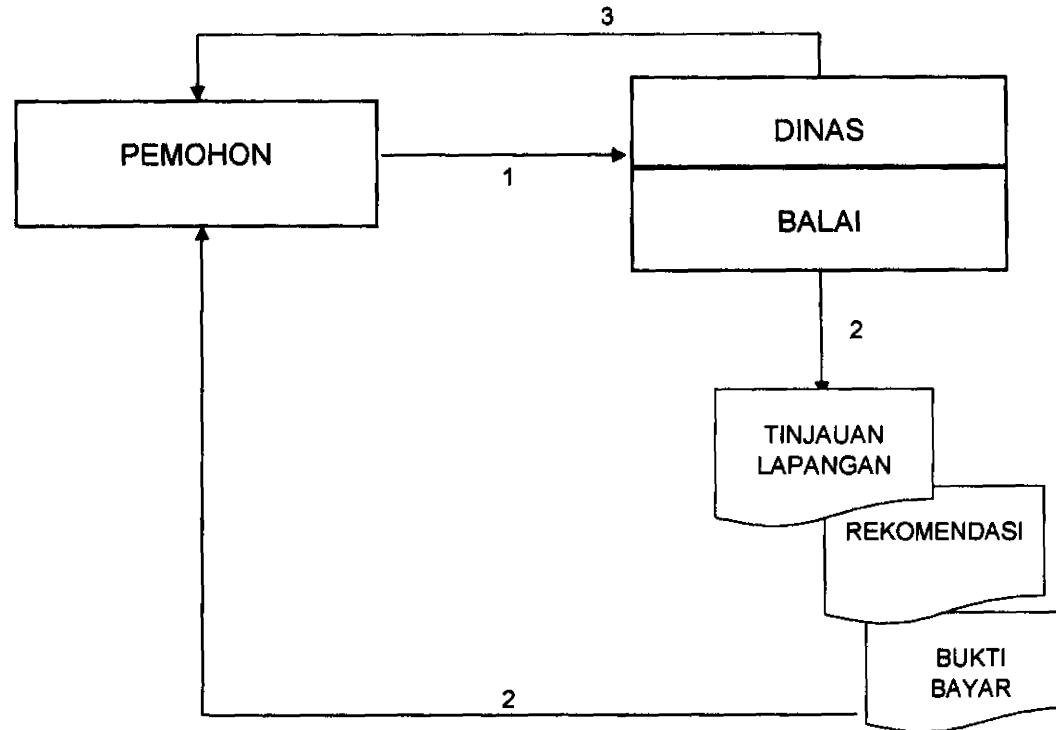 3
PEMOHON
1
DINAS
BALAI
2
TINJAUAN
LAPANGAN
REKOMENDASI
BUKTI
BAYAR
2